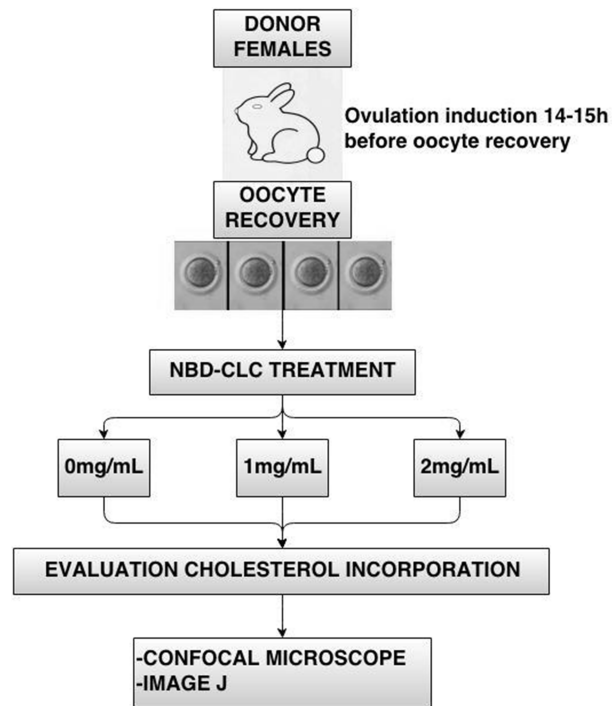 DONOR
FEMALES
Ovulation induction 14-15h
before oocyte recovery
OOCYTE
RECOVERY
NBD-CLC TREATMENT
0mg/mL
1mg/mL
2mg/mL
EVALUATION CHOLESTEROL INCORPORATION
-CONFOCAL MICROSCOPE
-IMAGE J